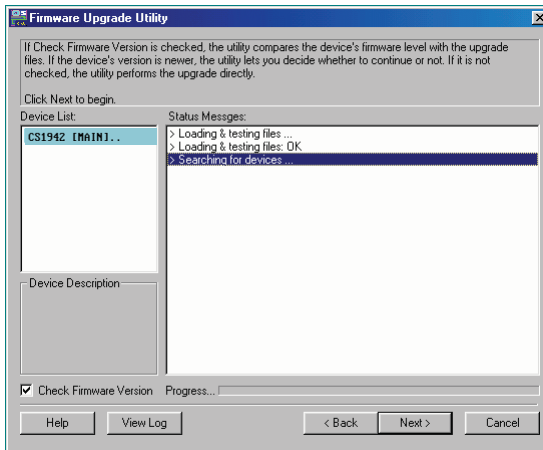 Firmware Upgrade Utility
If Check Firmware Version is checked, the utility compares the device's firmware level with the upgrade
files. If the device's version is newer, the utility lets you decide whether to continue or not. If it is not
checked, the utility performs the upgrade directly.
Click Next to begin.
Device List:
CS1942 [MAIN]..
Status Messges:
> Loading & testing files ...
> Loading & testing files: OK
> Searching for devices ...
Device Description
Check Firmware Version
Progress...
Help
View Log
< Back
Next >
Cancel